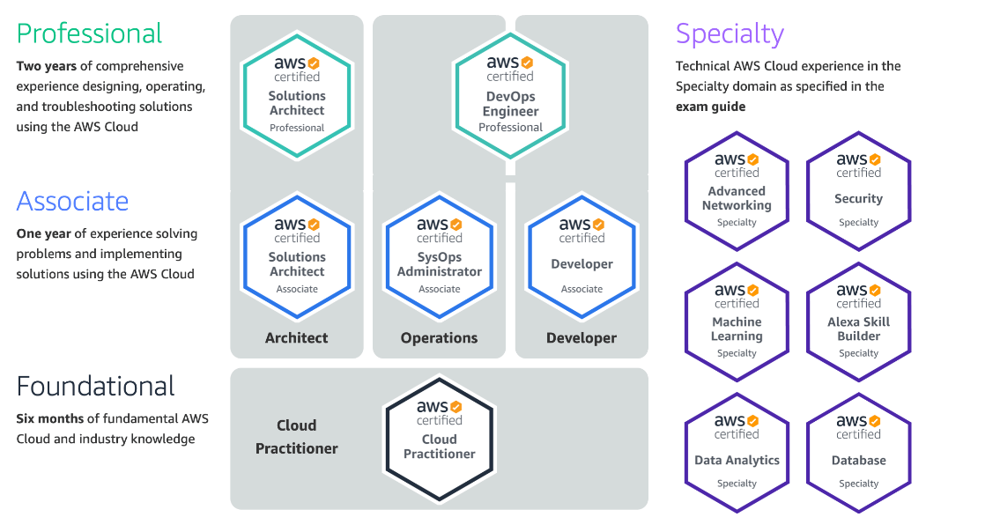 Professional
Two years of comprehensive
experience designing, operating,
and troubleshooting solutions
using the AWS Cloud
aws
certified
Solutions
Architect
Professional
aws
certified
DevOps
Engineer
Professional
Associate
One year of experience solving
problems and implementing
solutions using the AWS Cloud
aws
certified
Solutions
Architect
Associate
aws
certified
SysOps
Administrator
Associate
aws
certified
Developer
Associate
Architect
Operations
Developer
Foundational
Six months of fundamental AWS
Cloud and industry knowledge
Cloud
Practitioner
aws
certified
Cloud
Practitioner
Specialty
Technical AWS Cloud experience in the
Specialty domain as specified in the
exam guide
aws
certified
Advanced
Networking
Specialty
aws
certified
Security
Specialty
aws
certified
Machine
Learning
Specialty
aws
certified
Alexa Skill
Builder
Specialty
aws
certified
Data Analytics
Specialty
aws
certified
Database
Specialty